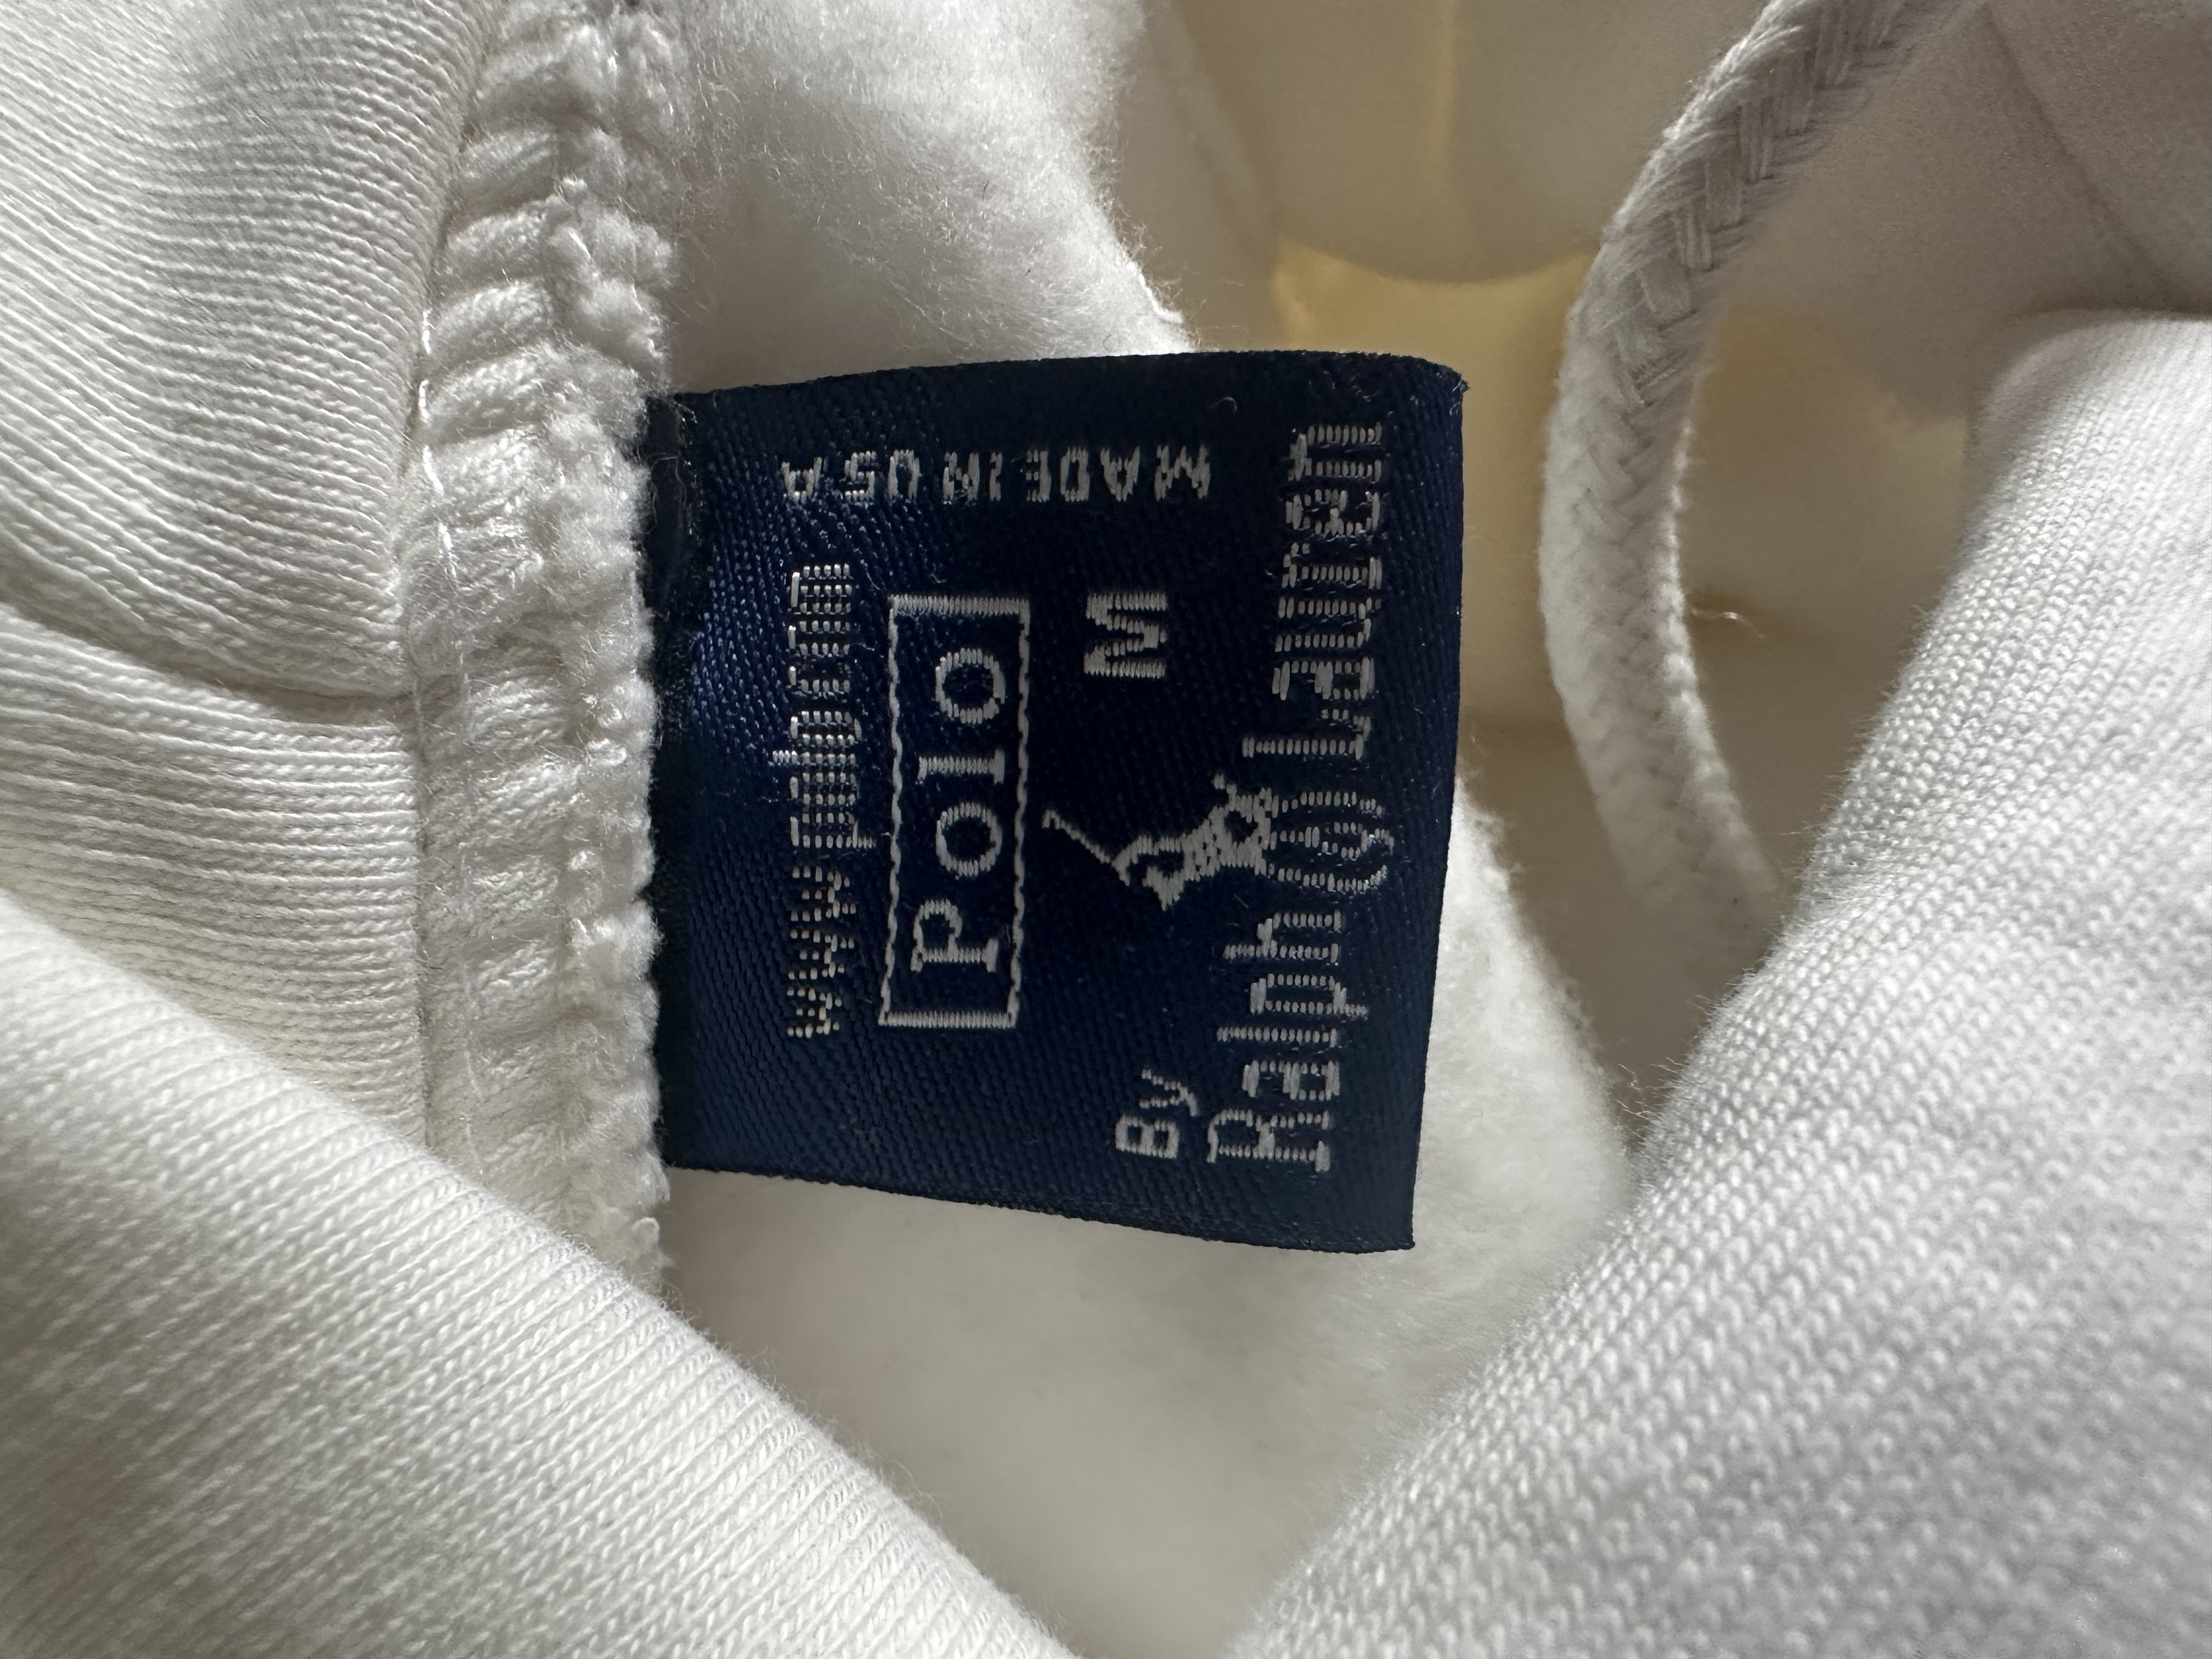 Polo
By M
Ralph Lauren
MADE IN USA